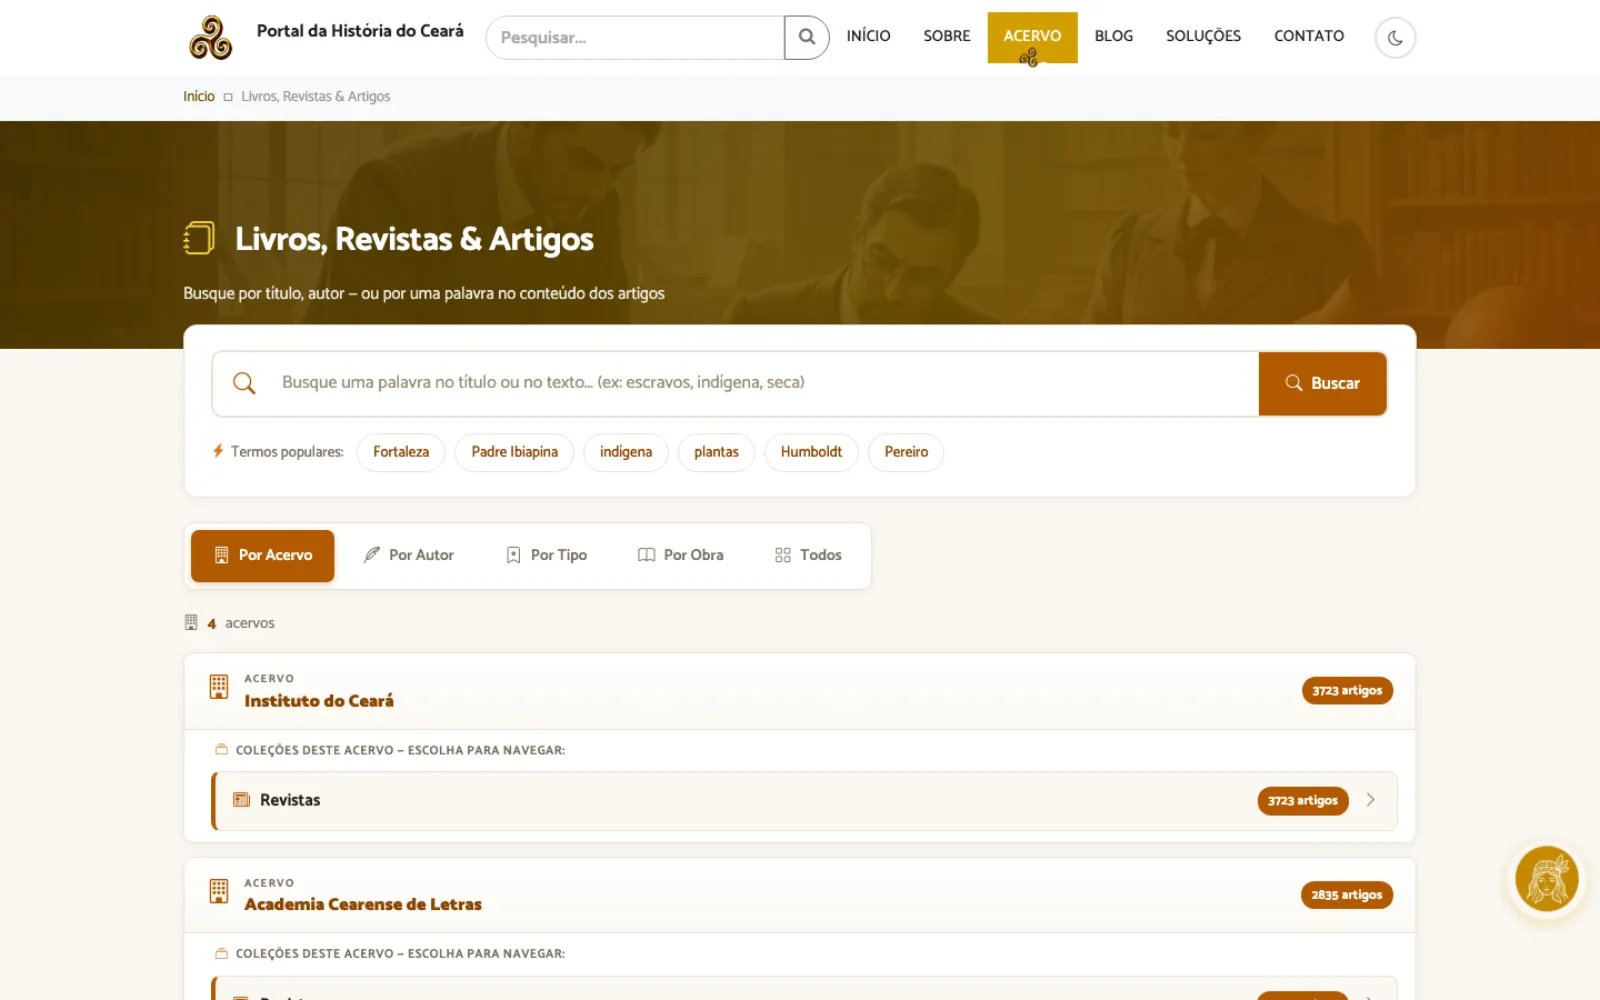 Portal da História do Ceará
Pesquisar...
INÍCIO
SOBRE
ACERVO
BLOG
SOLUÇÕES
CONTATO
Início
Livros, Revistas & Artigos
Livros, Revistas & Artigos
Busque por título, autor – ou por uma palavra no conteúdo dos artigos
Busque uma palavra no título ou no texto... (ex: escravos, indígena, seca)
Buscar
Termos populares:
Fortaleza
Padre Ibiapina
indígena
plantas
Humboldt
Pereiro
Por Acervo
Por Autor
Por Tipo
Por Obra
Todos
4 acervos
ACERVO
Instituto do Ceará
3723 artigos
COLEÇÕES DESTE ACERVO – ESCOLHA PARA NAVEGAR:
Revistas
3723 artigos
ACERVO
Academia Cearense de Letras
2835 artigos
COLEÇÕES DESTE ACERVO – ESCOLHA PARA NAVEGAR: